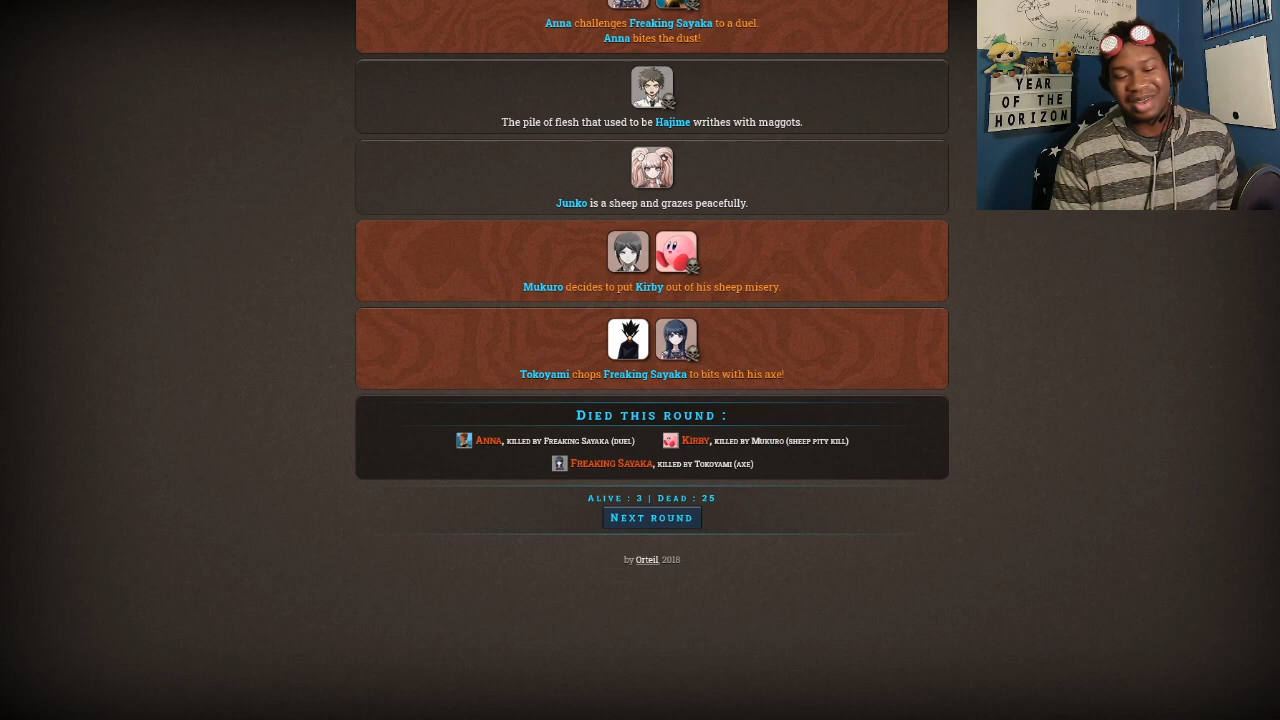 Anna challenges Freaking Sayaka to a duel.
Anna bites the dust!
The pile of flesh that used to be Hajime writhes with maggots.
Junko is a sheep and grazes peacefully.
Mukuro decides to put Kirby out of his sheep misery.
Tokoyami chops Freaking Sayaka to bits with his axe!
Died this round :
Anna, killed by Freaking Sayaka (duel)
Kirby, killed by Mukuro (sheep pity kill)
Freaking Sayaka, killed by Tokoyami (axe)
Alive : 3 | Dead : 25
Next round
by Orteil, 2018
learn
YEAR
OF THE
HORIZON